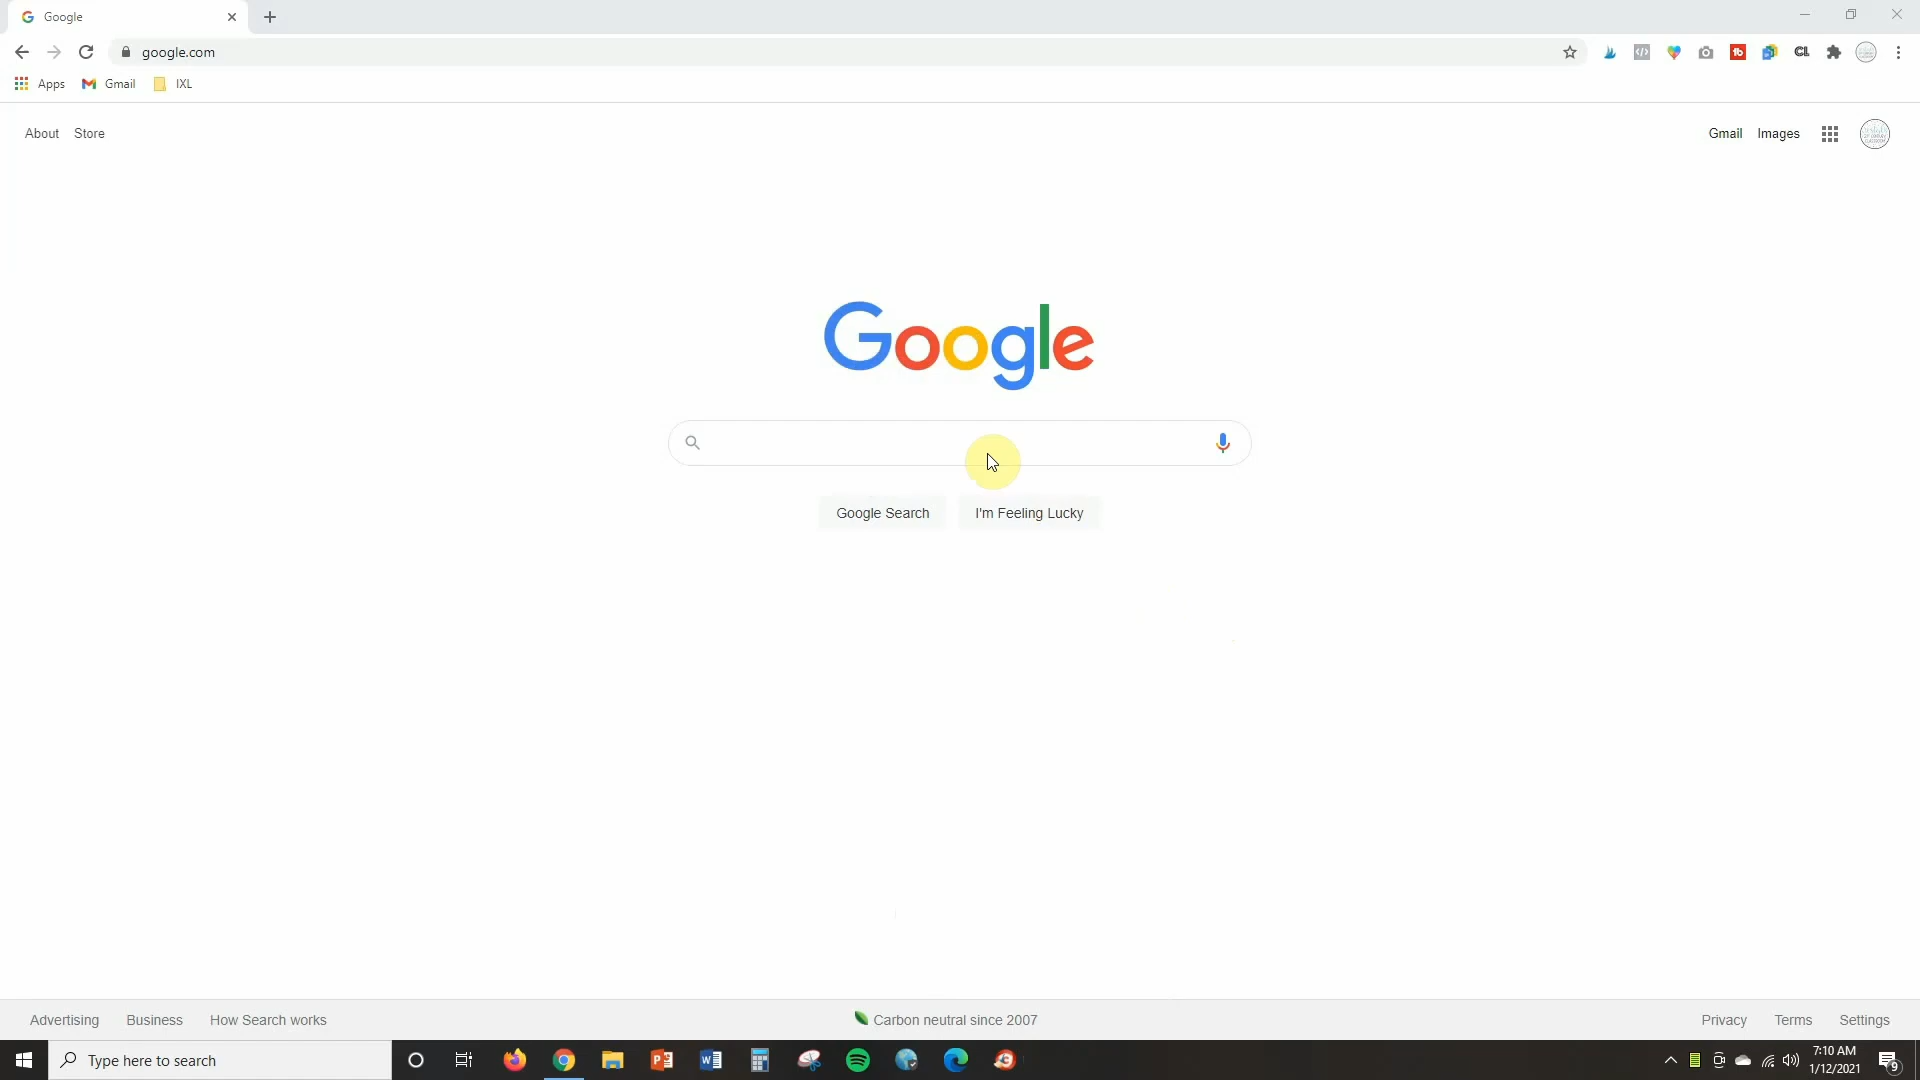 Google
google.com
Apps Gmail IXL
About Store Gmail Images
Google
Google Search I'm Feeling Lucky
Advertising Business How Search works Carbon neutral since 2007 Privacy Terms Settings
Type here to search
7:10 AM
1/12/2021
9